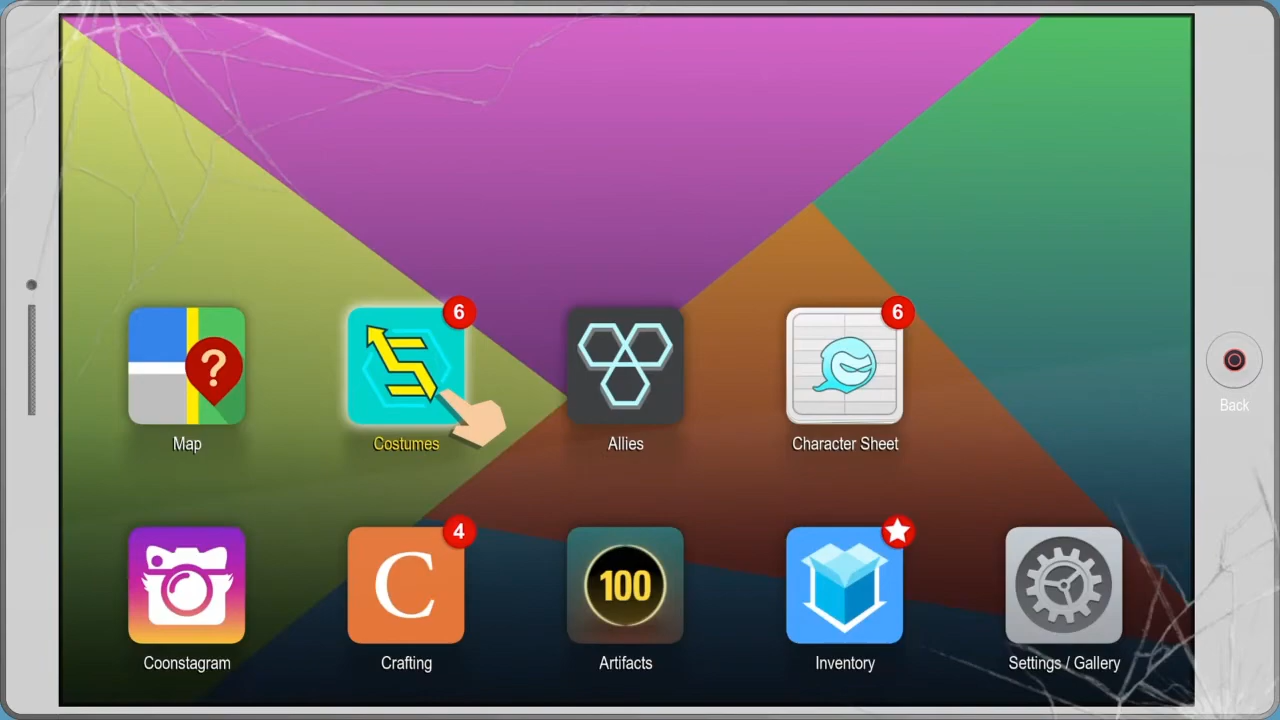 6
6
?
Map
Costumes
Allies
Character Sheet
Back
4
C
100
Coonstagram
Crafting
Artifacts
Inventory
Settings / Gallery